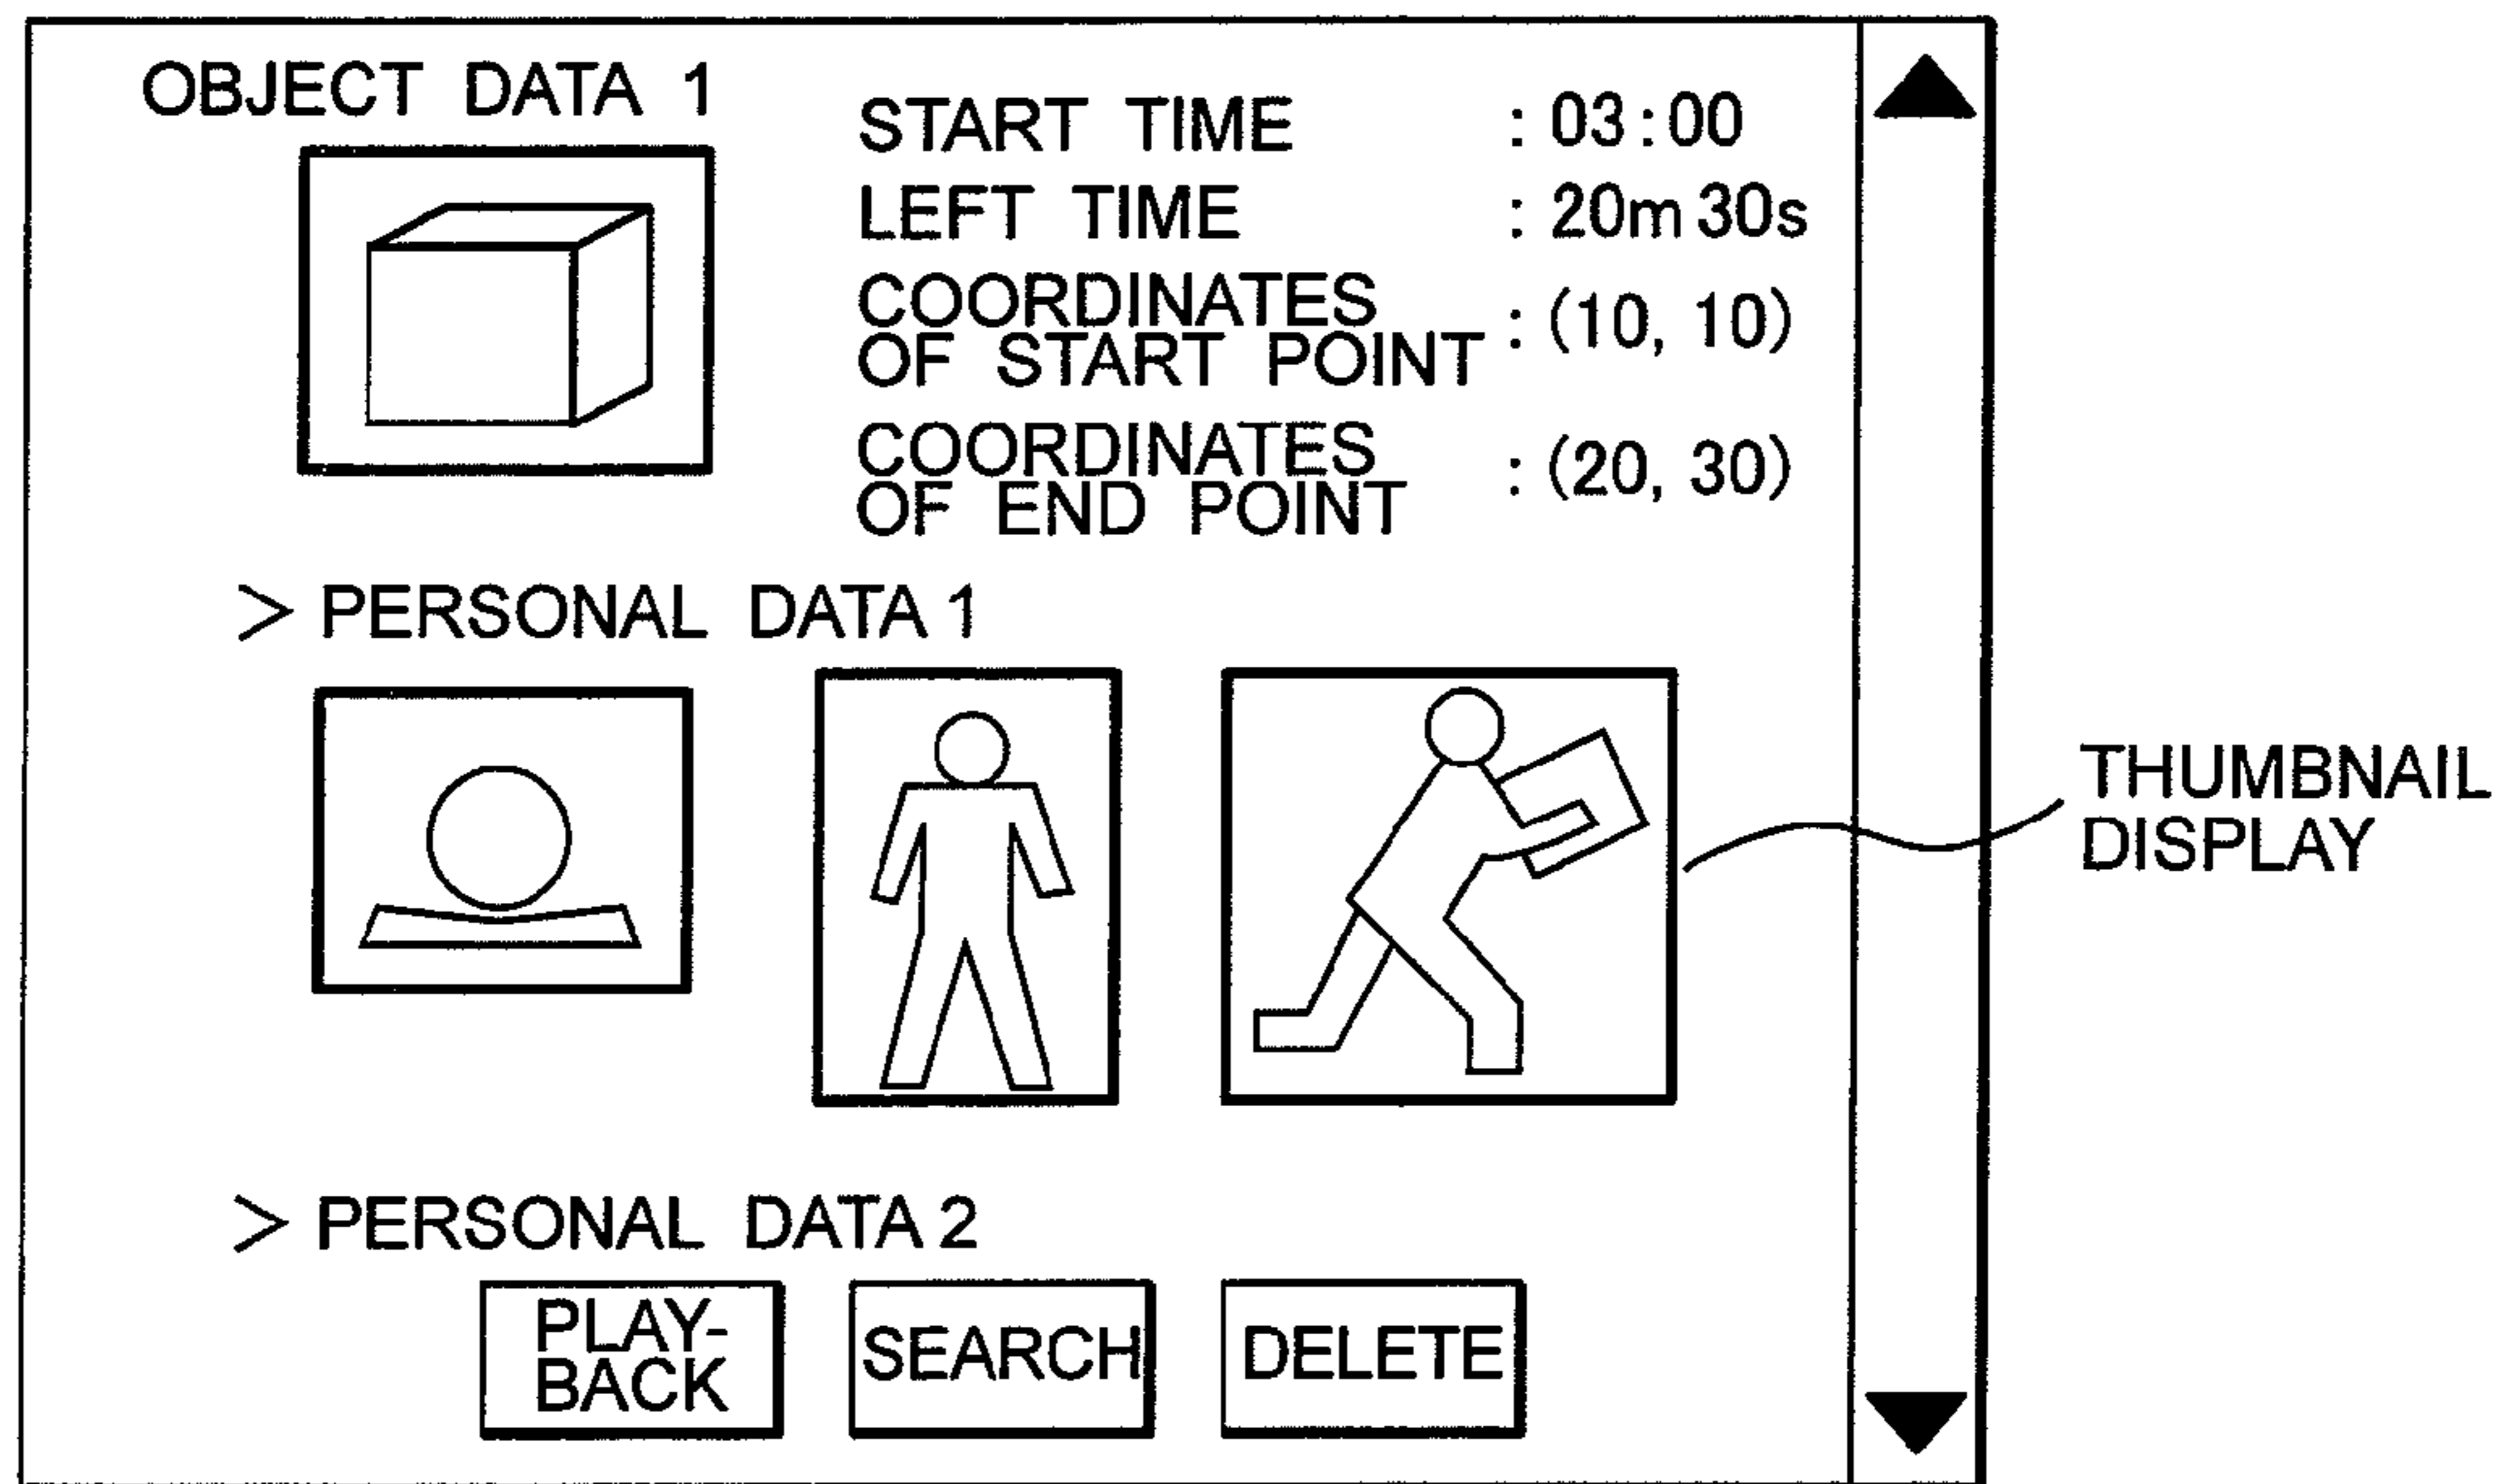 OBJECT DATA 1
START TIME : 03:00
LEFT TIME : 20m 30s
COORDINATES
OF START POINT : (10, 10)
COORDINATES
OF END POINT : (20, 30)
> PERSONAL DATA 1
THUMBNAIL
DISPLAY
> PERSONAL DATA 2
PLAY-
BACK
SEARCH
DELETE